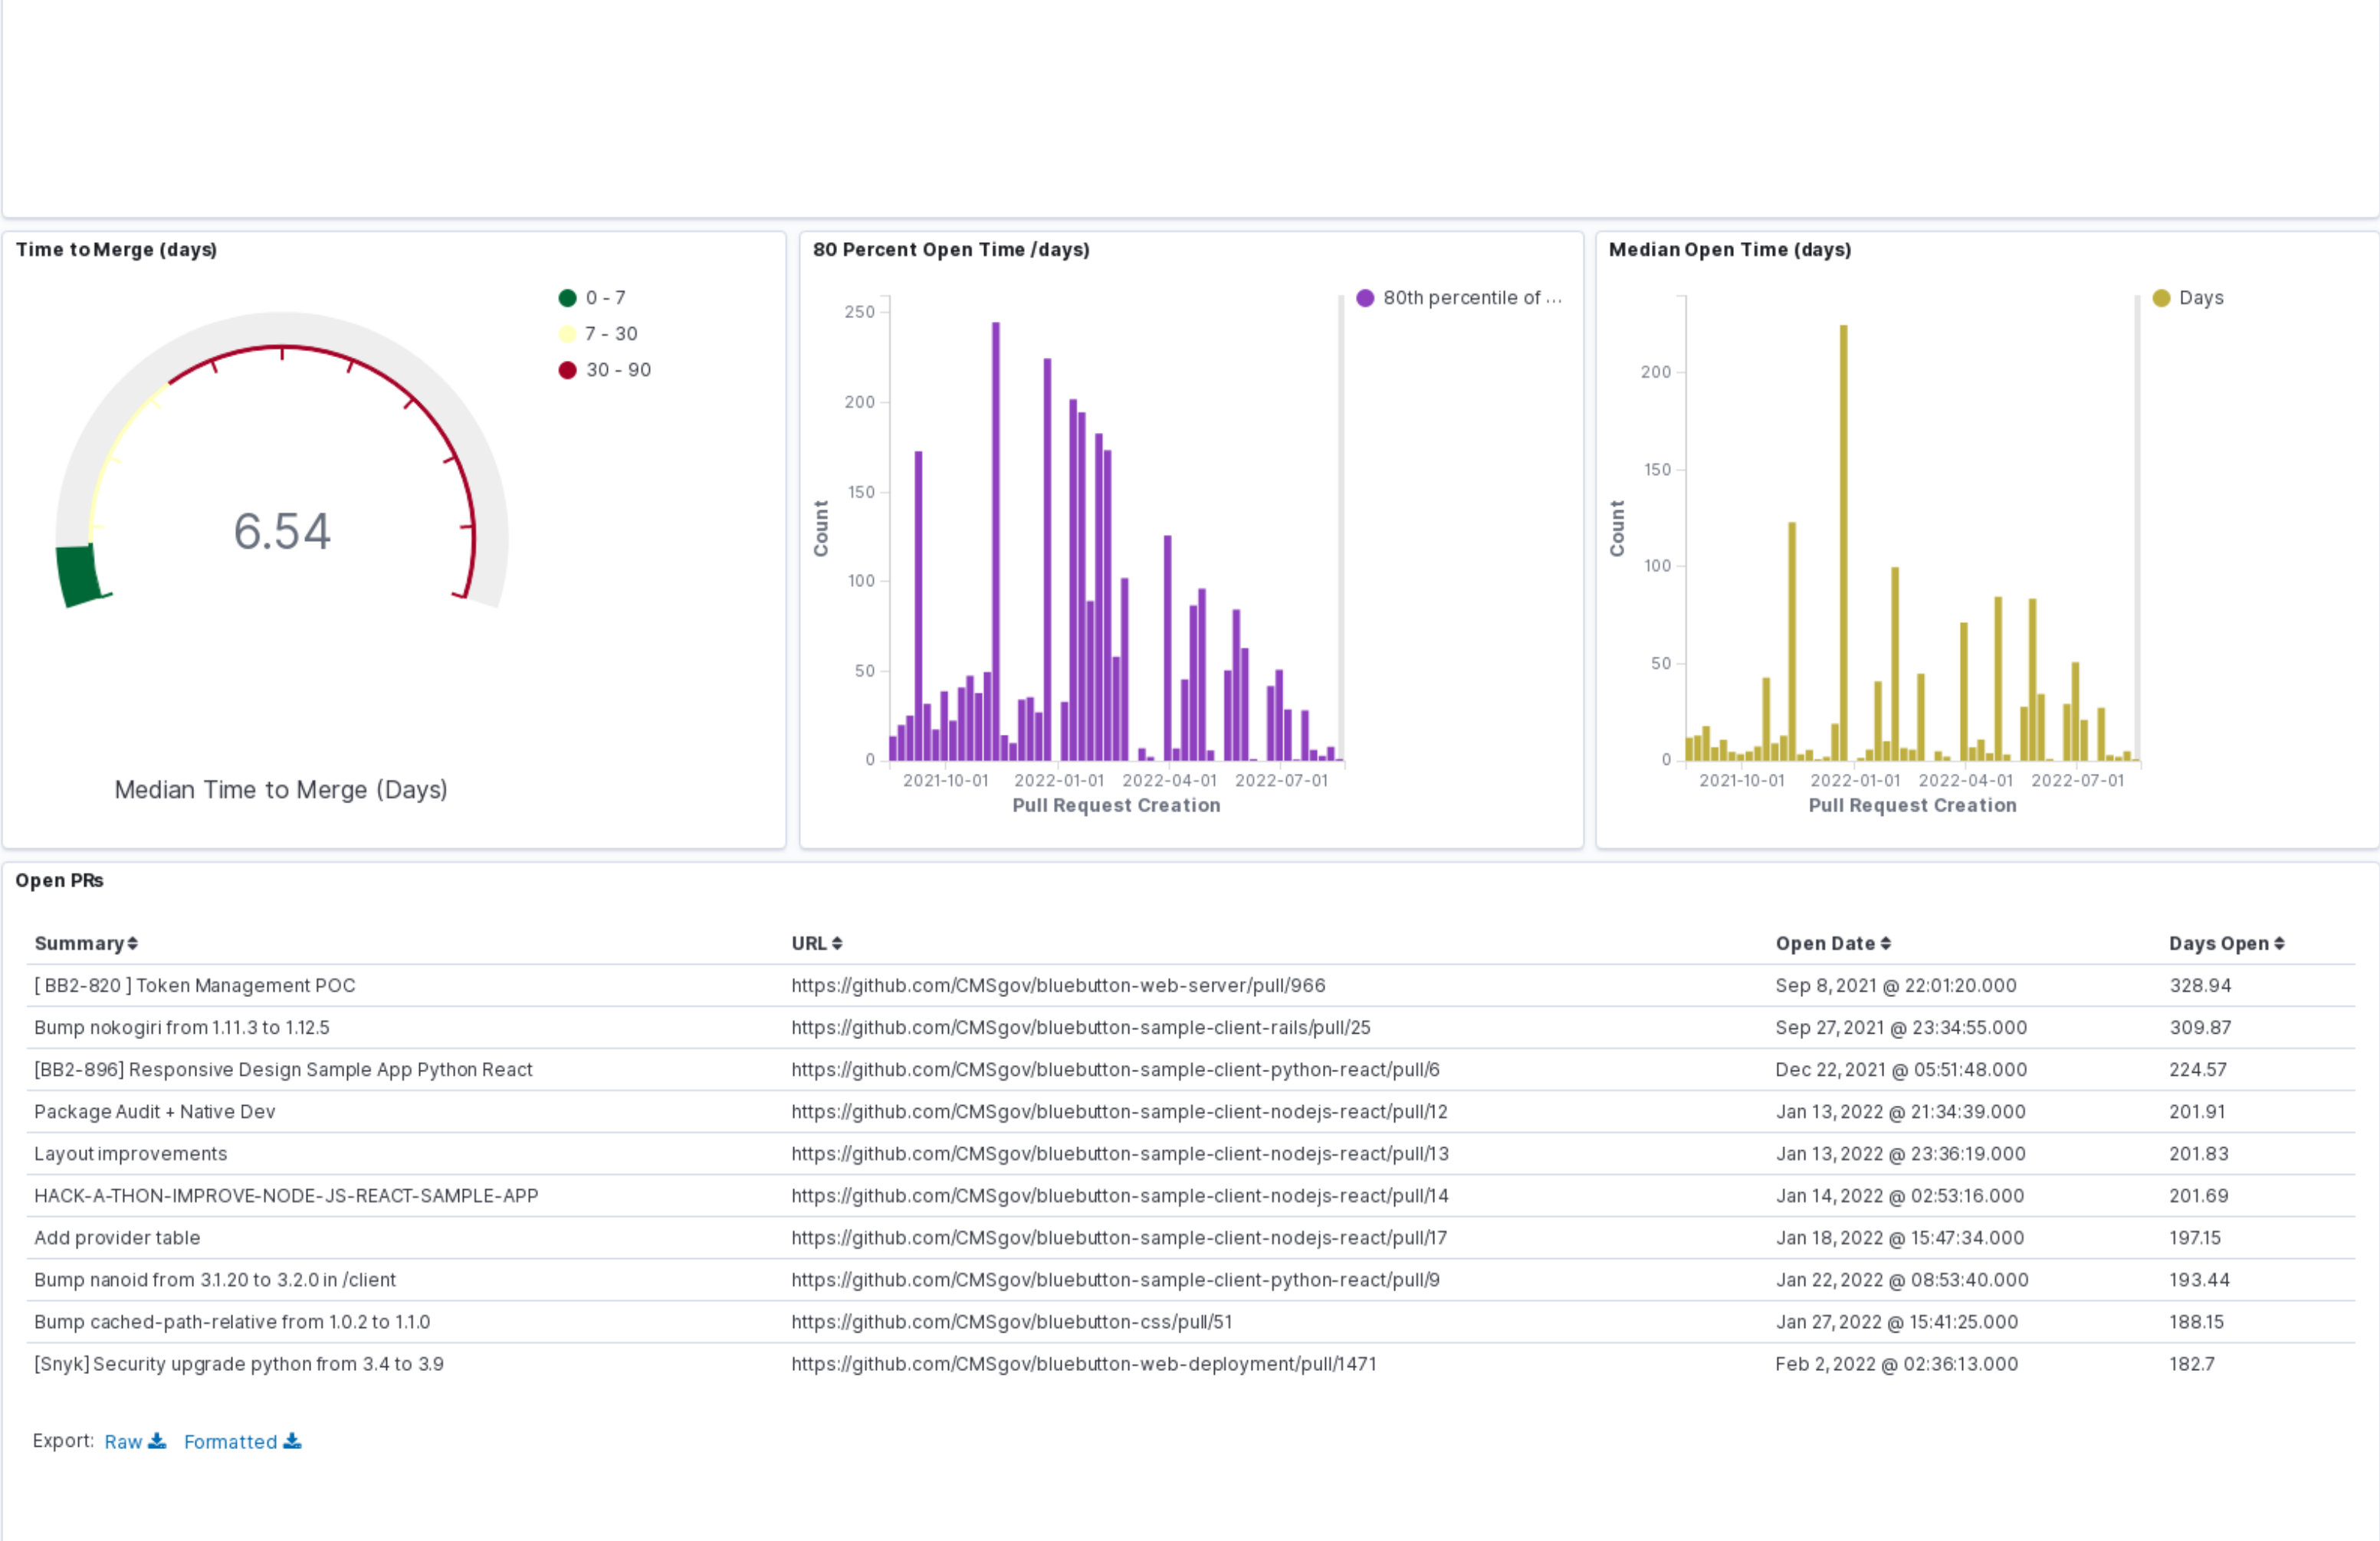 Time to Merge (days)
0 - 7
7 - 30
30 - 90
6.54
Median Time to Merge (Days)
80 Percent Open Time /days)
80th percentile of ...
250
200
150
100
50
0
Count
2021-10-01 2022-01-01 2022-04-01 2022-07-01
Pull Request Creation
Median Open Time (days)
Days
200
150
100
50
0
Count
2021-10-01 2022-01-01 2022-04-01 2022-07-01
Pull Request Creation
Open PRs
Summary URL Open Date Days Open
[ BB2-820 ] Token Management POC https://github.com/CMSgov/bluebutton-web-server/pull/966 Sep 8, 2021 @ 22:01:20.000 328.94
Bump nokogiri from 1.11.3 to 1.12.5 https://github.com/CMSgov/bluebutton-sample-client-rails/pull/25 Sep 27, 2021 @ 23:34:55.000 309.87
[BB2-896] Responsive Design Sample App Python React https://github.com/CMSgov/bluebutton-sample-client-python-react/pull/6 Dec 22, 2021 @ 05:51:48.000 224.57
Package Audit + Native Dev https://github.com/CMSgov/bluebutton-sample-client-nodejs-react/pull/12 Jan 13, 2022 @ 21:34:39.000 201.91
Layout improvements https://github.com/CMSgov/bluebutton-sample-client-nodejs-react/pull/13 Jan 13, 2022 @ 23:36:19.000 201.83
HACK-A-THON-IMPROVE-NODE-JS-REACT-SAMPLE-APP https://github.com/CMSgov/bluebutton-sample-client-nodejs-react/pull/14 Jan 14, 2022 @ 02:53:16.000 201.69
Add provider table https://github.com/CMSgov/bluebutton-sample-client-nodejs-react/pull/17 Jan 18, 2022 @ 15:47:34.000 197.15
Bump nanoid from 3.1.20 to 3.2.0 in /client https://github.com/CMSgov/bluebutton-sample-client-python-react/pull/9 Jan 22, 2022 @ 08:53:40.000 193.44
Bump cached-path-relative from 1.0.2 to 1.1.0 https://github.com/CMSgov/bluebutton-css/pull/51 Jan 27, 2022 @ 15:41:25.000 188.15
[Snyk] Security upgrade python from 3.4 to 3.9 https://github.com/CMSgov/bluebutton-web-deployment/pull/1471 Feb 2, 2022 @ 02:36:13.000 182.7
Export: Raw Formatted